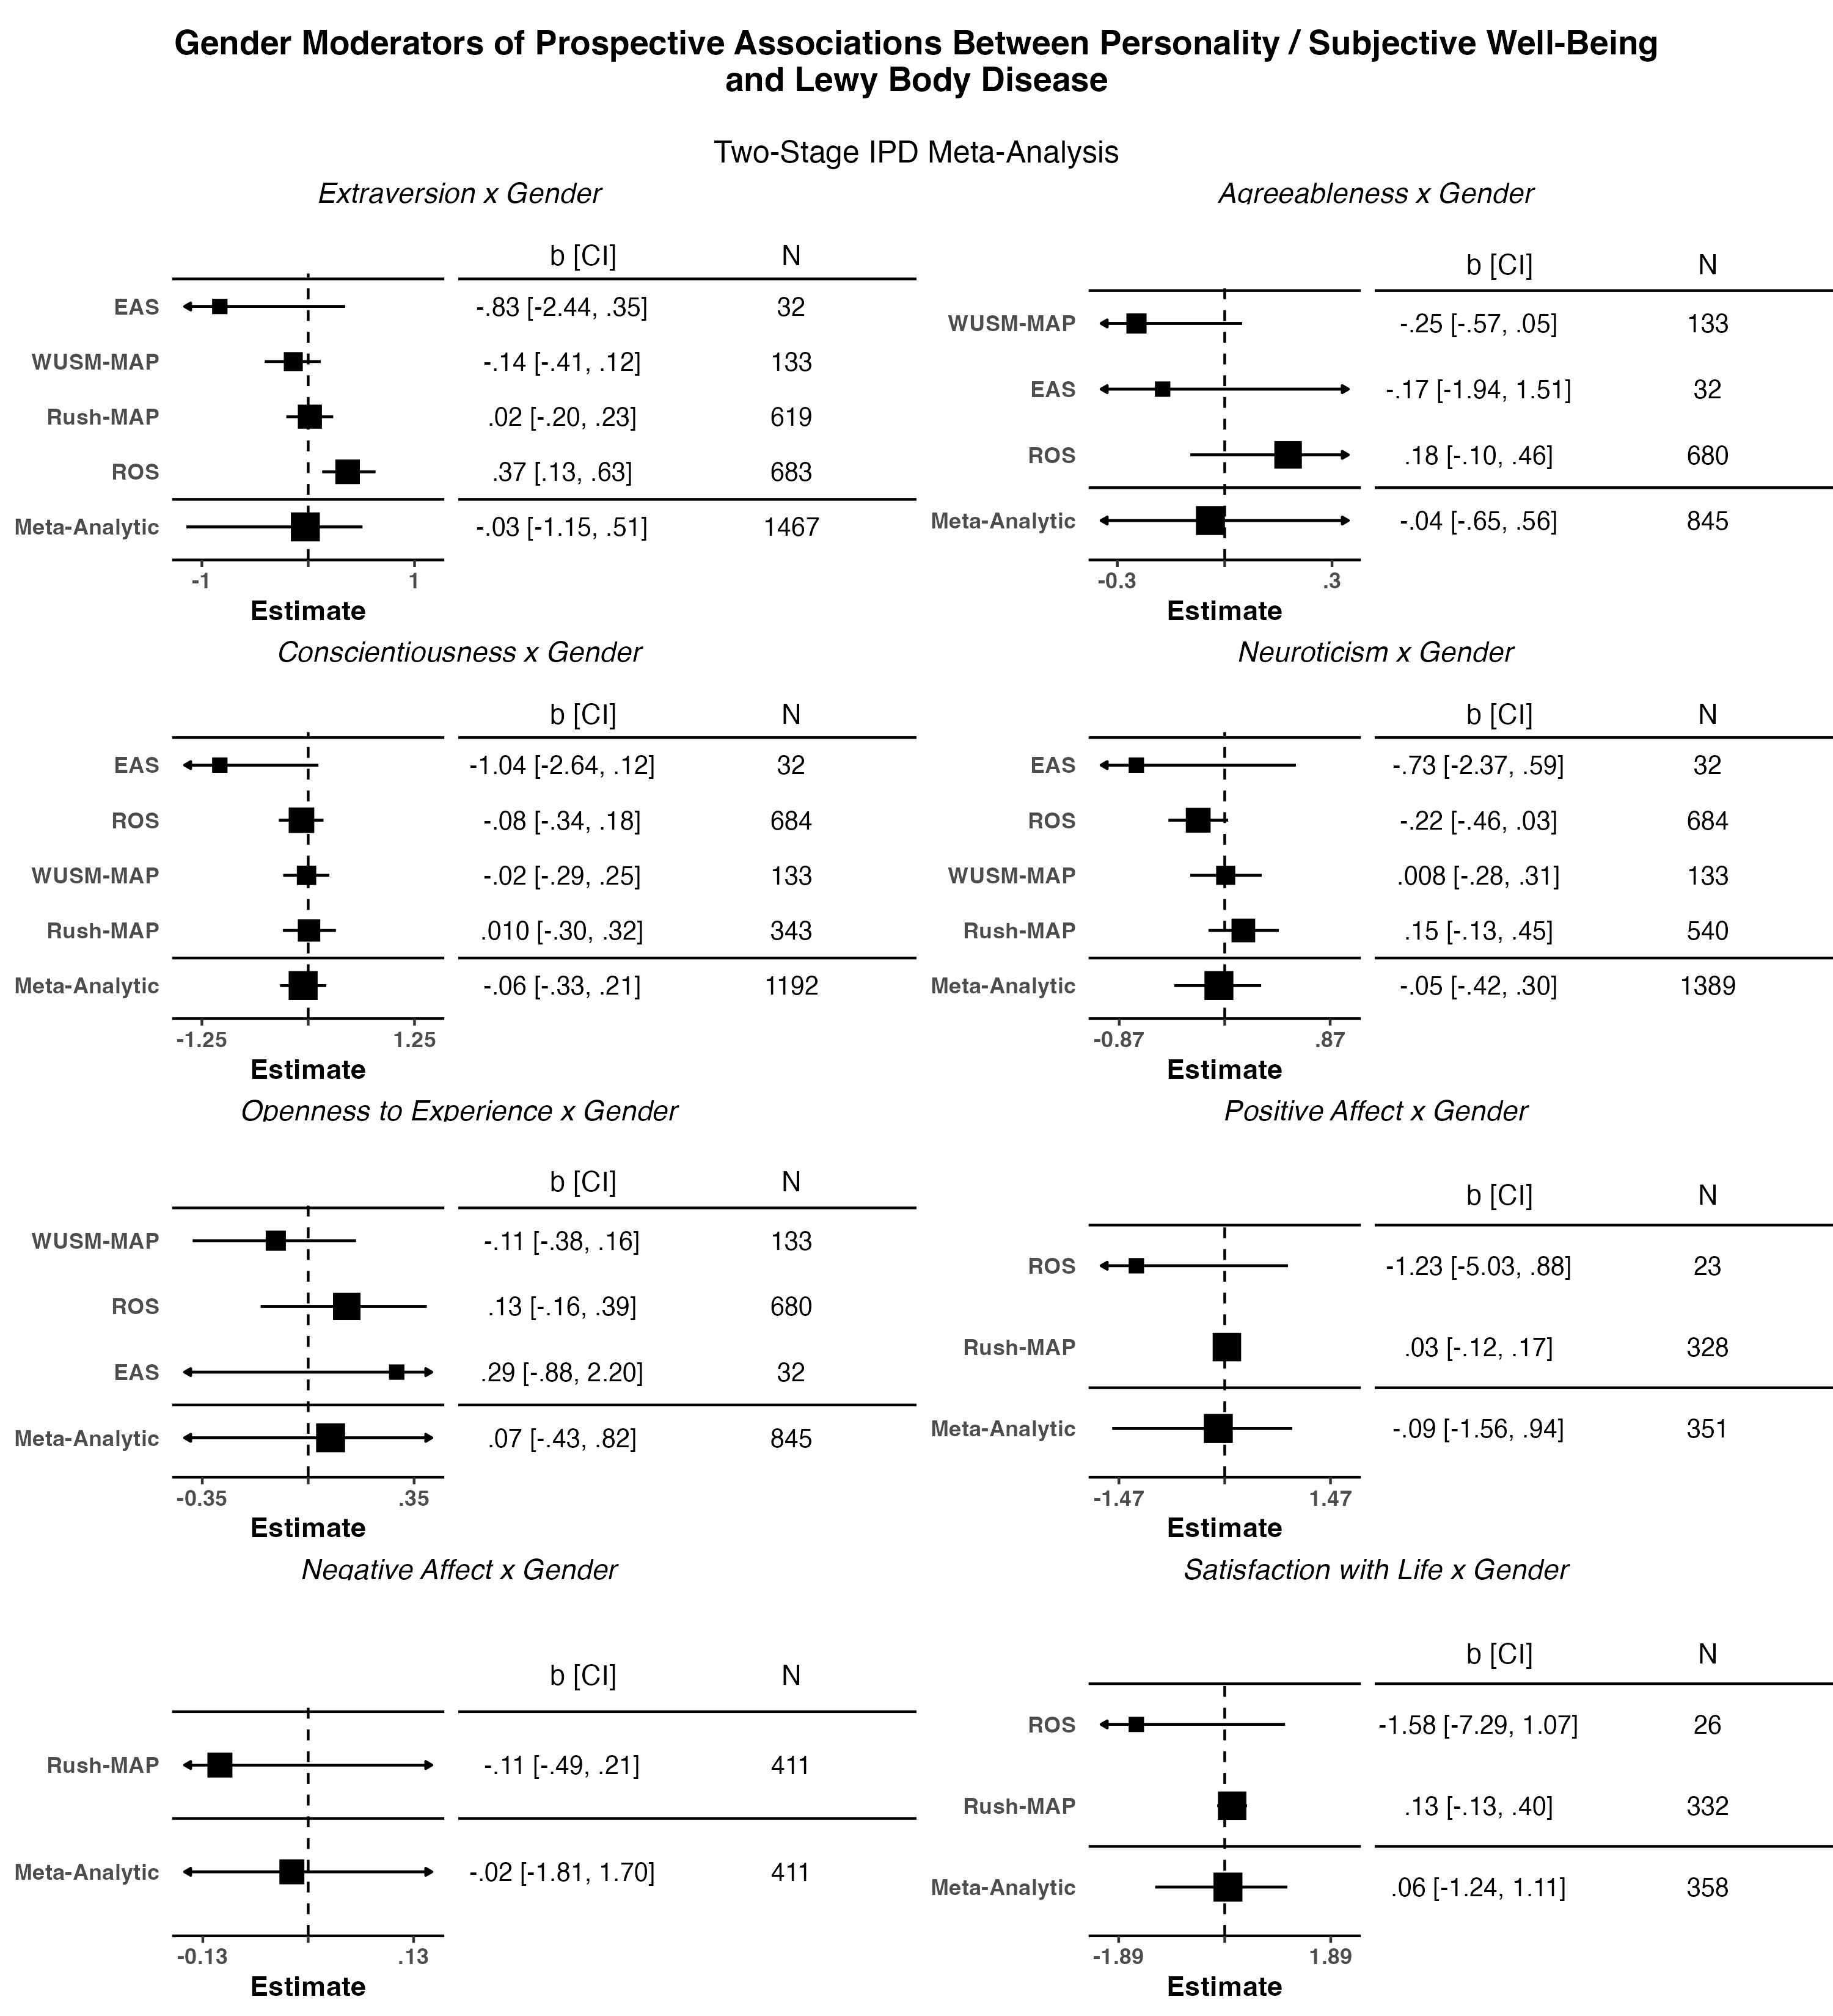 Gender Moderators of Prospective Associations Between Personality / Subjective Well-Being
and Lewy Body Disease
Two-Stage IPD Meta-Analysis
Extraversion x Gender
b [CI] N
EAS -.83 [-2.44, .35] 32
WUSM-MAP -.14 [-.41, .12] 133
Rush-MAP .02 [-.20, .23] 619
ROS .37 [.13, .63] 683
Meta-Analytic -.03 [-1.15, .51] 1467
-1 1
Estimate
Agreeableness x Gender
b [CI] N
WUSM-MAP -.25 [-.57, .05] 133
EAS -.17 [-1.94, 1.51] 32
ROS .18 [-.10, .46] 680
Meta-Analytic -.04 [-.65, .56] 845
-0.3 .3
Estimate
Conscientiousness x Gender
b [CI] N
EAS -1.04 [-2.64, .12] 32
ROS -.08 [-.34, .18] 684
WUSM-MAP -.02 [-.29, .25] 133
Rush-MAP .010 [-.30, .32] 343
Meta-Analytic -.06 [-.33, .21] 1192
-1.25 1.25
Estimate
Neuroticism x Gender
b [CI] N
EAS -.73 [-2.37, .59] 32
ROS -.22 [-.46, .03] 684
WUSM-MAP .008 [-.28, .31] 133
Rush-MAP .15 [-.13, .45] 540
Meta-Analytic -.05 [-.42, .30] 1389
-0.87 .87
Estimate
Openness to Experience x Gender
b [CI] N
WUSM-MAP -.11 [-.38, .16] 133
ROS .13 [-.16, .39] 680
EAS .29 [-.88, 2.20] 32
Meta-Analytic .07 [-.43, .82] 845
-0.35 .35
Estimate
Positive Affect x Gender
b [CI] N
ROS -1.23 [-5.03, .88] 23
Rush-MAP .03 [-.12, .17] 328
Meta-Analytic -.09 [-1.56, .94] 351
-1.47 1.47
Estimate
Negative Affect x Gender
b [CI] N
Rush-MAP -.11 [-.49, .21] 411
Meta-Analytic -.02 [-1.81, 1.70] 411
-0.13 .13
Estimate
Satisfaction with Life x Gender
b [CI] N
ROS -1.58 [-7.29, 1.07] 26
Rush-MAP .13 [-.13, .40] 332
Meta-Analytic .06 [-1.24, 1.11] 358
-1.89 1.89
Estimate